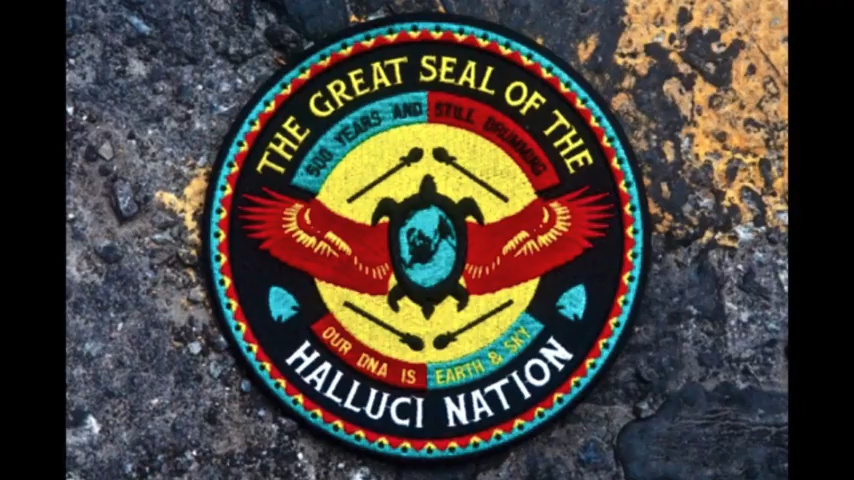 THE GREAT SEAL OF THE
500 YEARS AND STILL DRUMMING
OUR DNA IS EARTH & SKY
HALLUCI NATION